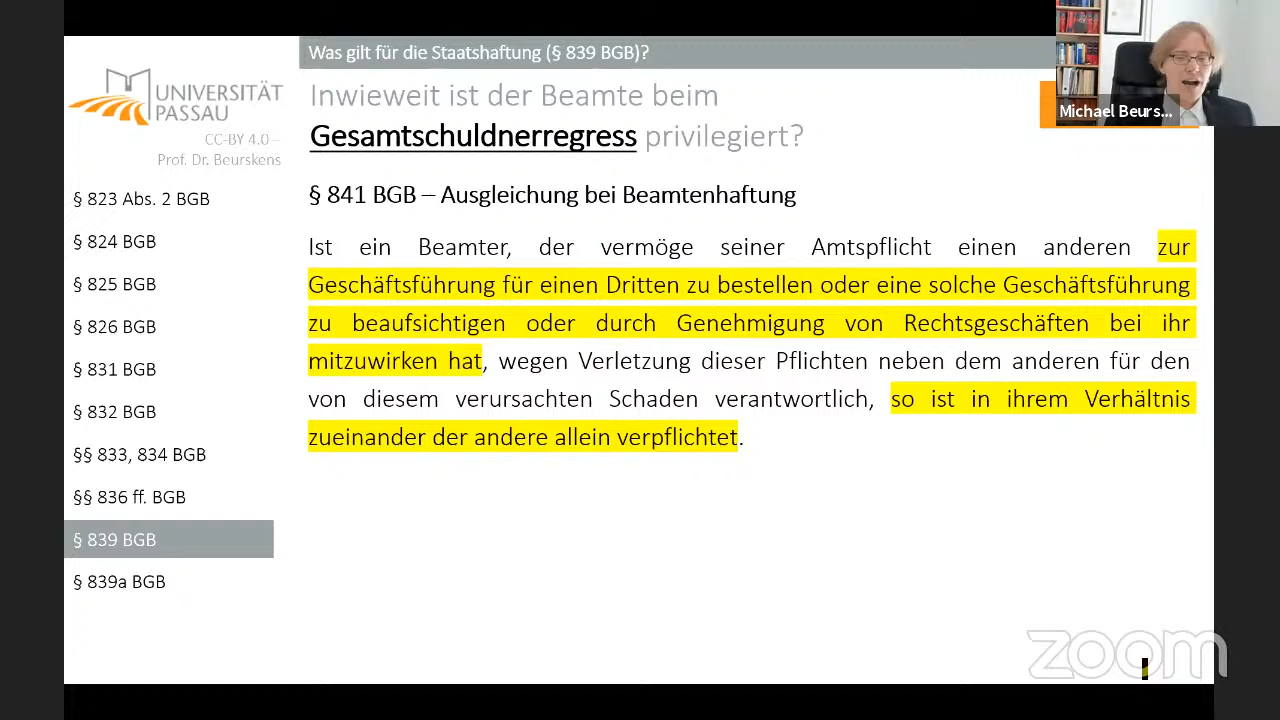 Was gilt für die Staatshaftung (§ 839 BGB)?
UNIVERSITÄT
PASSAU
CC-BY 4.0 –
Prof. Dr. Beurskens
Inwieweit ist der Beamte beim
Gesamtschuldnerregress privilegiert?
Michael Beurs...
§ 823 Abs. 2 BGB
§ 824 BGB
§ 825 BGB
§ 826 BGB
§ 831 BGB
§ 832 BGB
§§ 833, 834 BGB
§§ 836 ff. BGB
§ 839 BGB
§ 839a BGB
§ 841 BGB – Ausgleichung bei Beamtenhaftung
Ist ein Beamter, der vermöge seiner Amtspflicht einen anderen zur
Geschäftsführung für einen Dritten zu bestellen oder eine solche Geschäftsführung
zu beaufsichtigen oder durch Genehmigung von Rechtsgeschäften bei ihr
mitzuwirken hat, wegen Verletzung dieser Pflichten neben dem anderen für den
von diesem verursachten Schaden verantwortlich, so ist in ihrem Verhältnis
zueinander der andere allein verpflichtet.
zoom